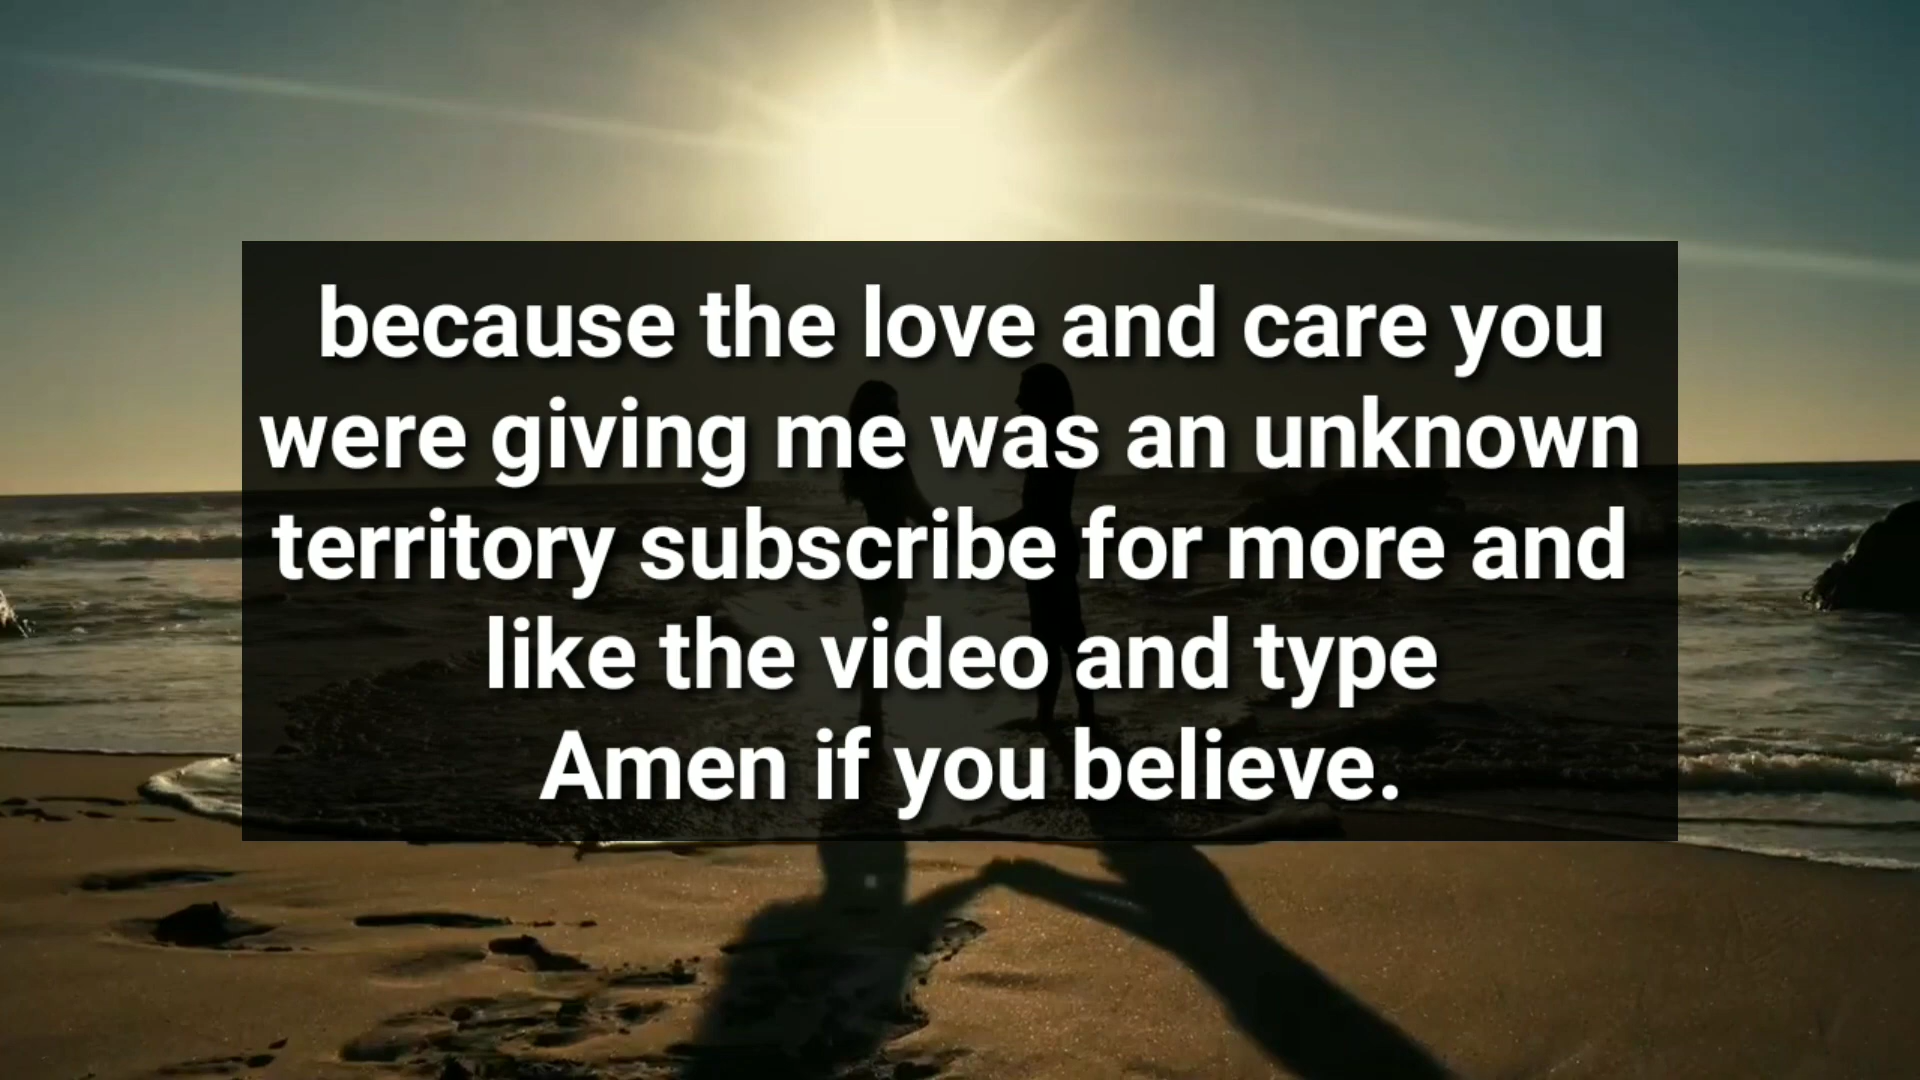 because the love and care you
were giving me was an unknown
territory subscribe for more and
like the video and type
Amen if you believe.